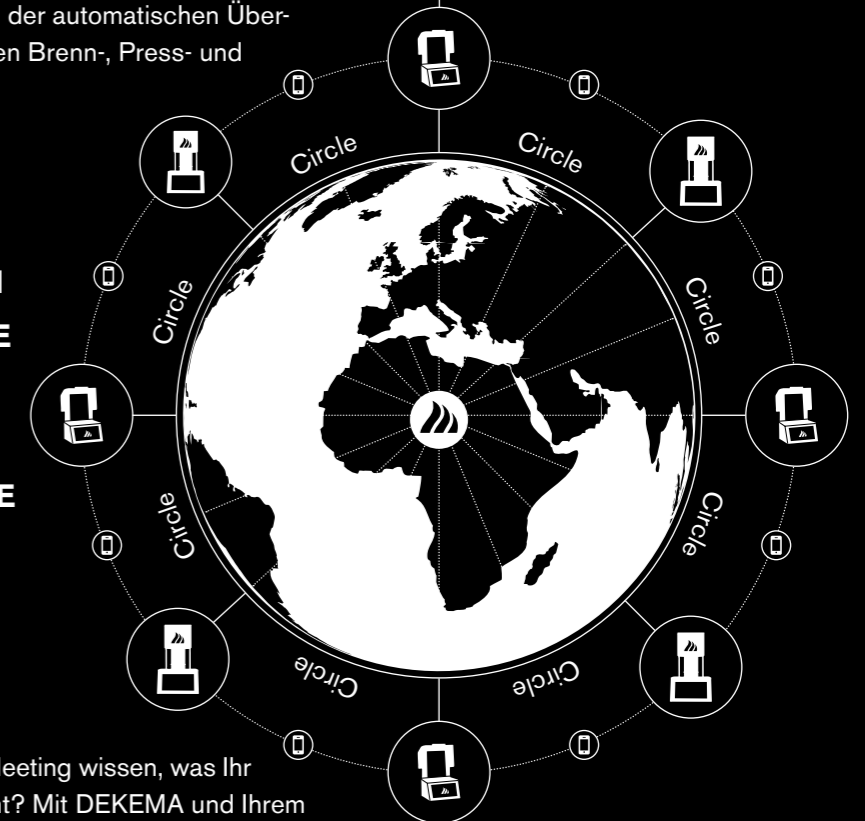 der automatischen Über-
en Brenn-, Press- und
Circle
Circle
Circle
Circle
E
E
Circle
Circle
Circle
Circle
leeting wissen, was Ihr
nt? Mit DEKEMA und Ihrem